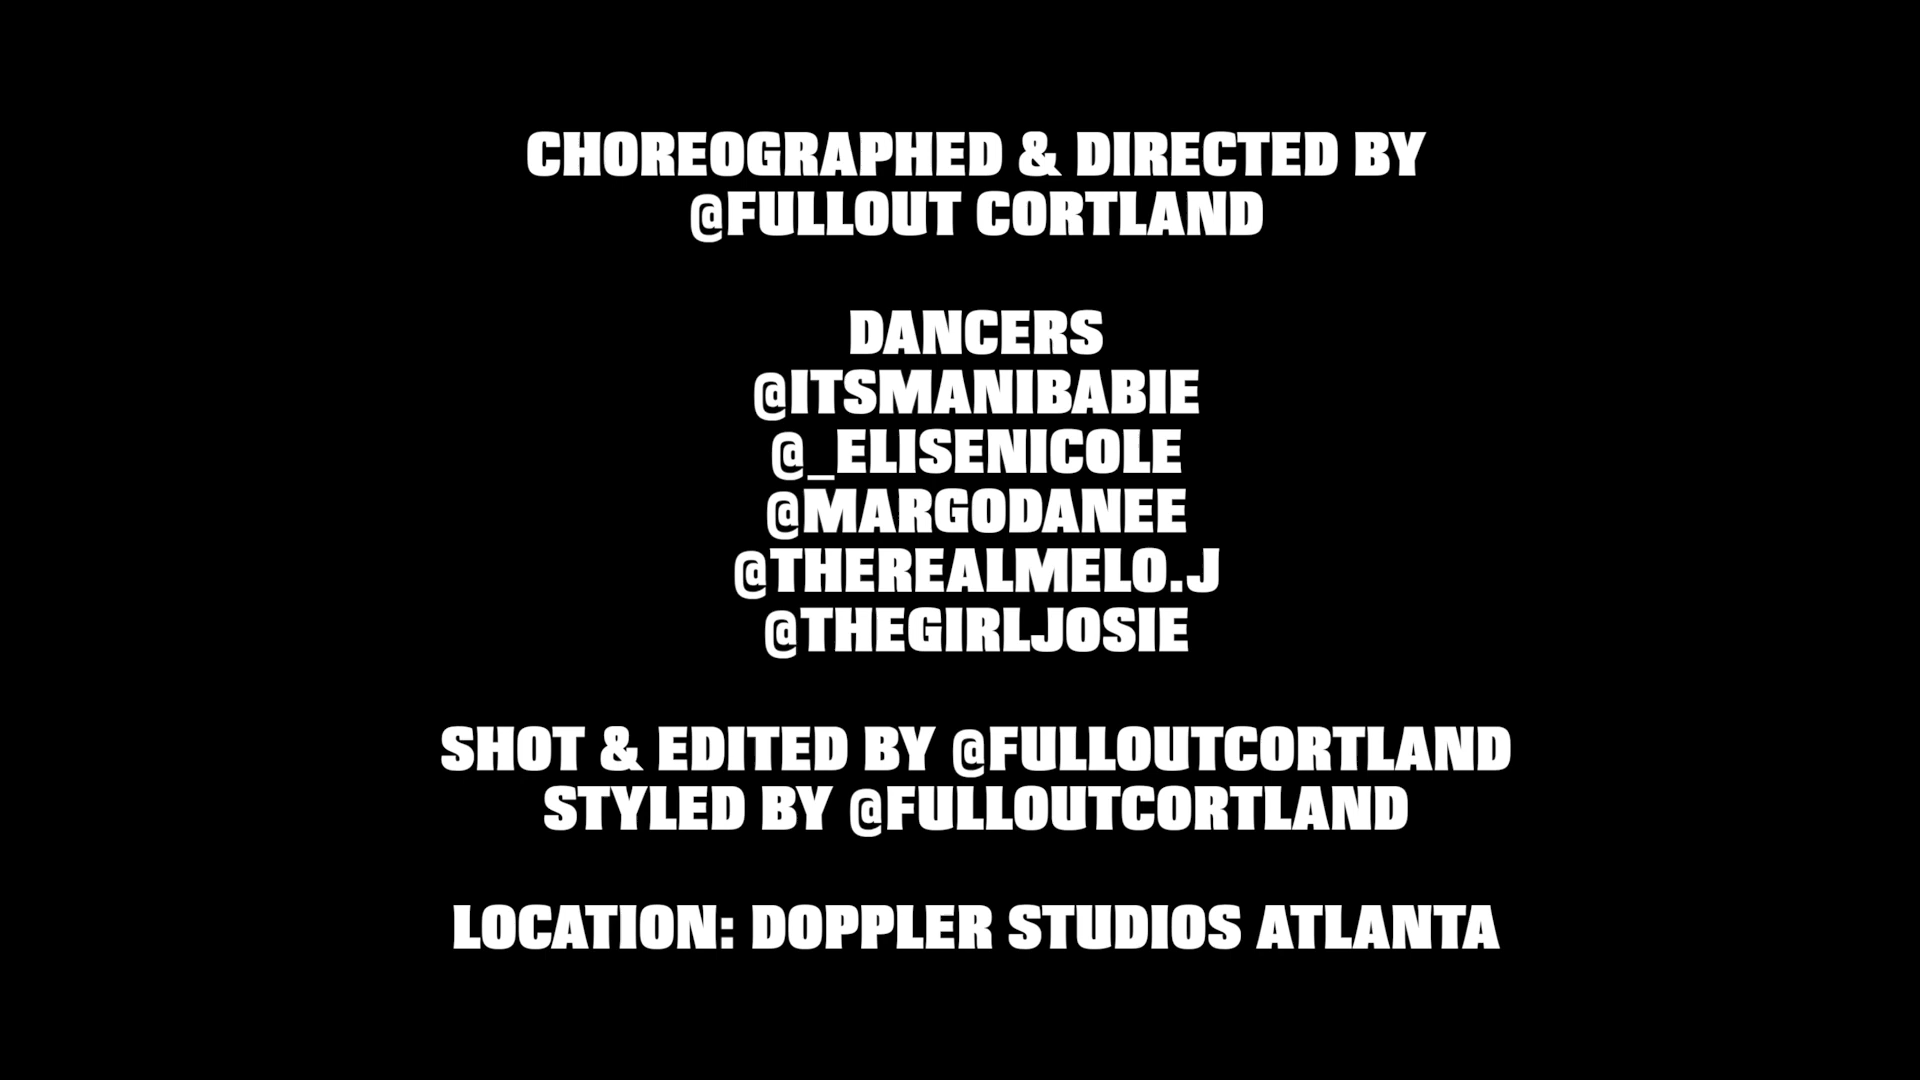 CHOREOGRAPHED & DIRECTED BY
@FULLOUT CORTLAND
DANCERS
@ITSMANIBABIE
@_ELISENICOLE
@MARGODANEE
@THEREALMELO.J
@THEGIRLJOSIE
SHOT & EDITED BY @FULLOUTCORTLAND
STYLED BY @FULLOUTCORTLAND
LOCATION: DOPPLER STUDIOS ATLANTA